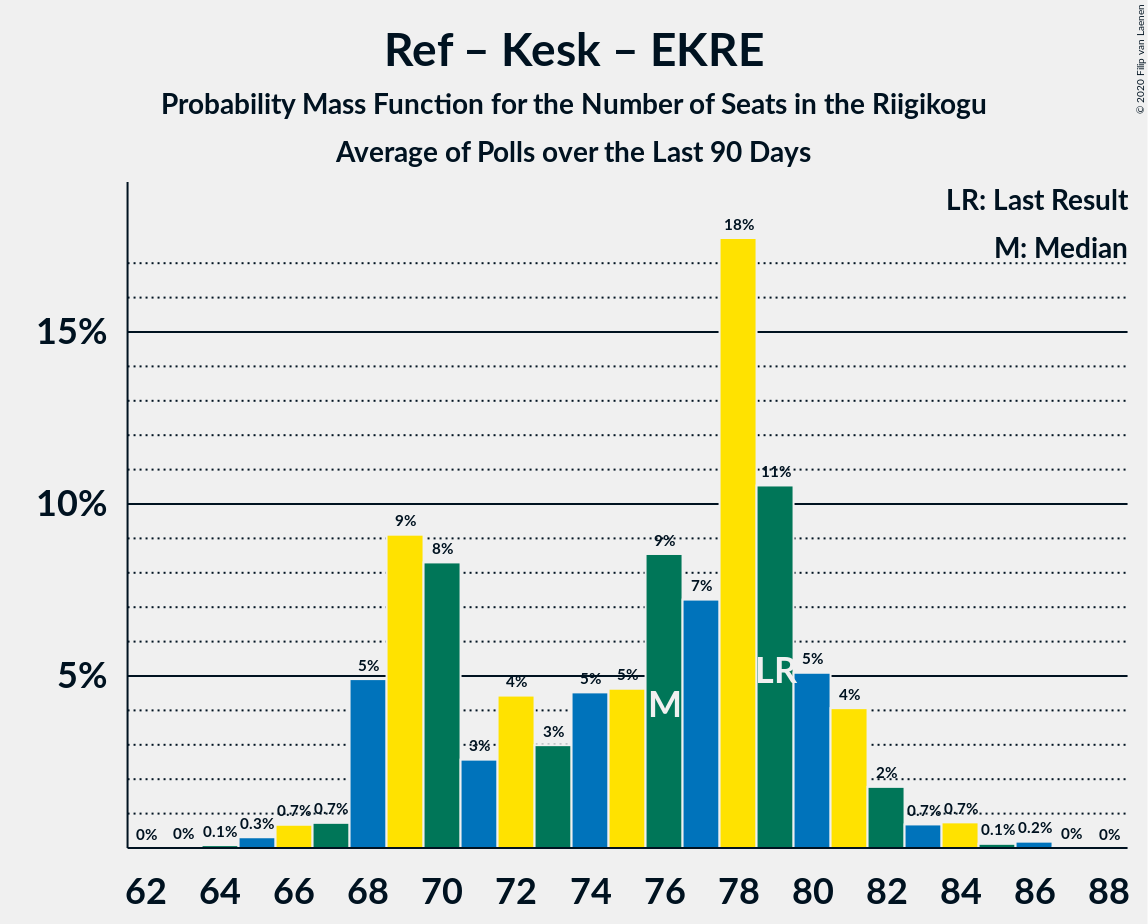 Ref – Kesk – EKRE
Probability Mass Function for the Number of Seats in the Riigikogu
Average of Polls over the Last 90 Days
© 2020 Filip van Laenen
LR: Last Result
M: Median
15%
10%
5%
0% 0% 0.1% 0.3% 0.7% 0.7% 5% 9% 8% 3% 4% 3% 5% 5% 9% 7% 18% 11% 5% 4% 2% 0.7% 0.7% 0.1% 0.2% 0% 0%
M LR
62 64 66 68 70 72 74 76 78 80 82 84 86 88